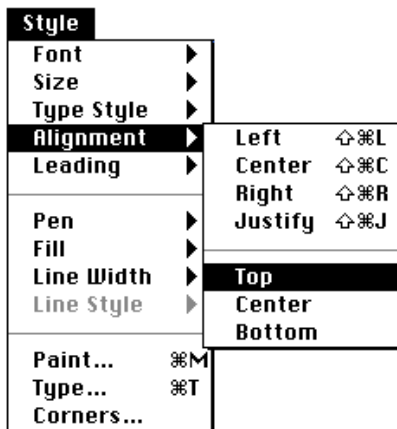 Style
Font
Size
Type Style
Alignment
Leading
Pen
Fill
Line Width
Line Style
Paint... ⌘M
Type... ⌘T
Corners...
Left ⇧⌘L
Center ⇧⌘C
Right ⇧⌘R
Justify ⇧⌘J
Top
Center
Bottom